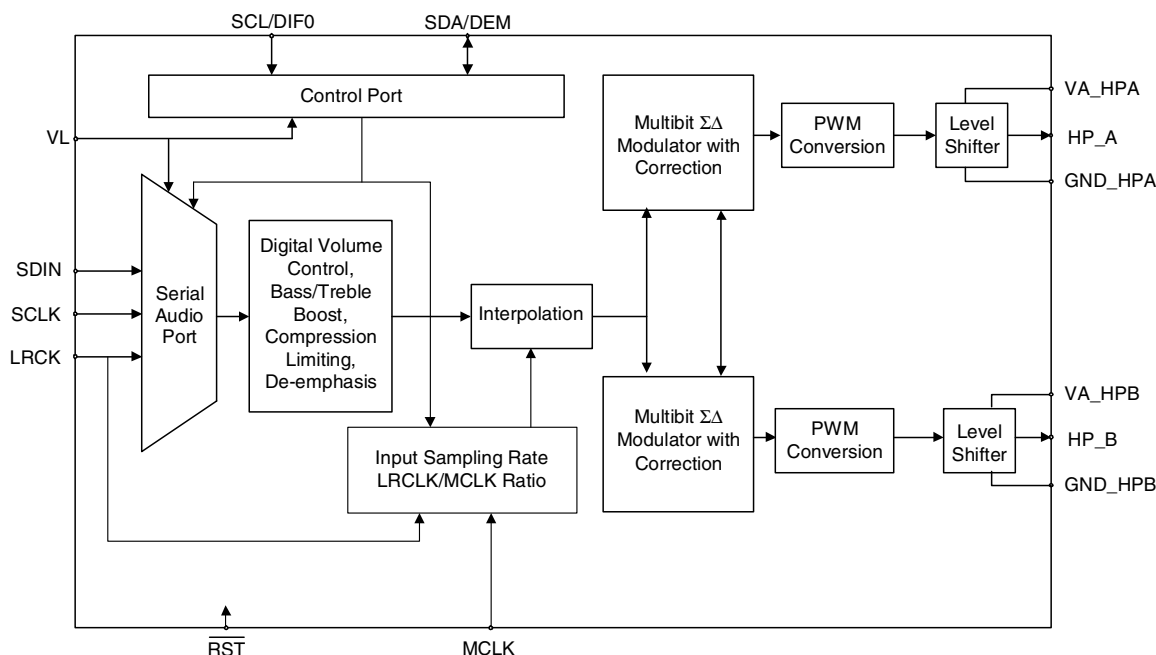 SCL/DIF0
SDA/DEM
Control Port
VL
SDIN
SCLK
LRCK
Serial
Audio
Port
Digital Volume
Control,
Bass/Treble
Boost,
Compression
Limiting,
De-emphasis
Interpolation
Input Sampling Rate
LRCLK/MCLK Ratio
Multibit ΣΔ
Modulator with
Correction
PWM
Conversion
Level
Shifter
VA_HPA
HP_A
GND_HPA
Multibit ΣΔ
Modulator with
Correction
PWM
Conversion
Level
Shifter
VA_HPB
HP_B
GND_HPB
RST
MCLK